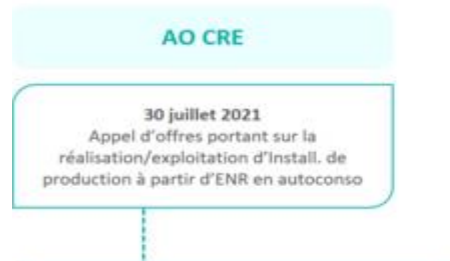 AO CRE
30 juillet 2021
Appel d'offres portant sur la
réalisation/exploitation d'Install. de
production à partir d'ENR en autoconso